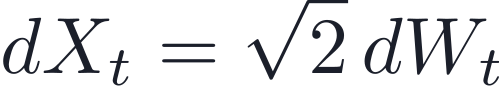 dX_t = √2 dW_t